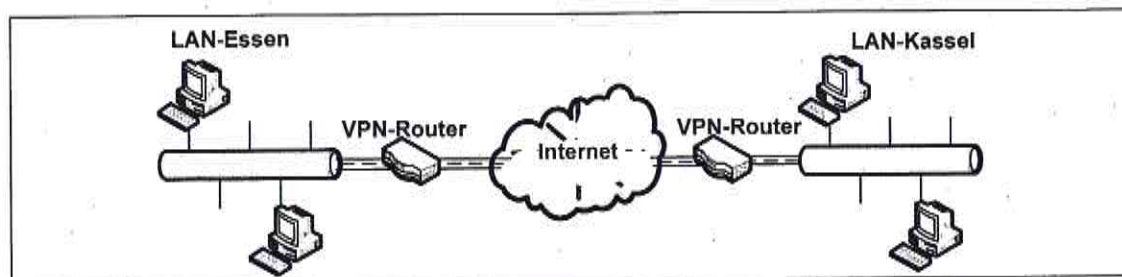 LAN-Essen
LAN-Kassel
VPN-Router
VPN-Router
Internet